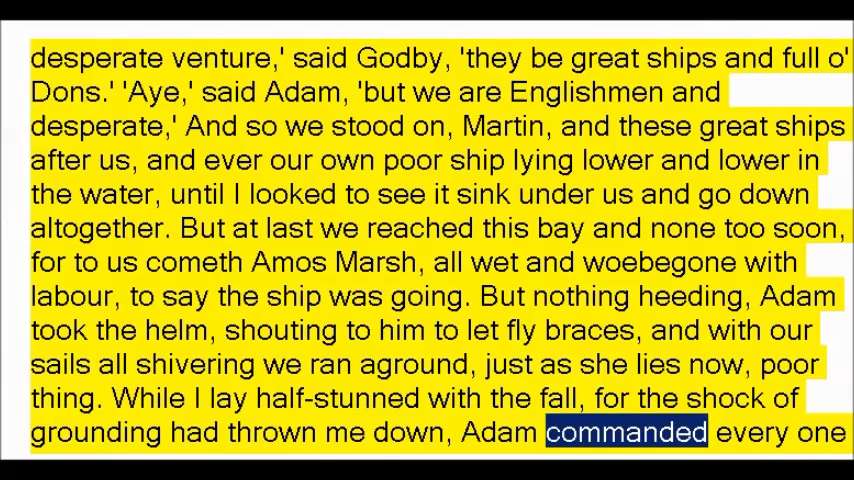 desperate venture,' said Godby, 'they be great ships and full o'
Dons.' 'Aye,' said Adam, 'but we are Englishmen and
desperate,' And so we stood on, Martin, and these great ships
after us, and ever our own poor ship lying lower and lower in
the water, until I looked to see it sink under us and go down
altogether. But at last we reached this bay and none too soon,
for to us cometh Amos Marsh, all wet and woebegone with
labour, to say the ship was going. But nothing heeding, Adam
took the helm, shouting to him to let fly braces, and with our
sails all shivering we ran aground, just as she lies now, poor
thing. While I lay half-stunned with the fall, for the shock of
grounding had thrown me down, Adam commanded every one